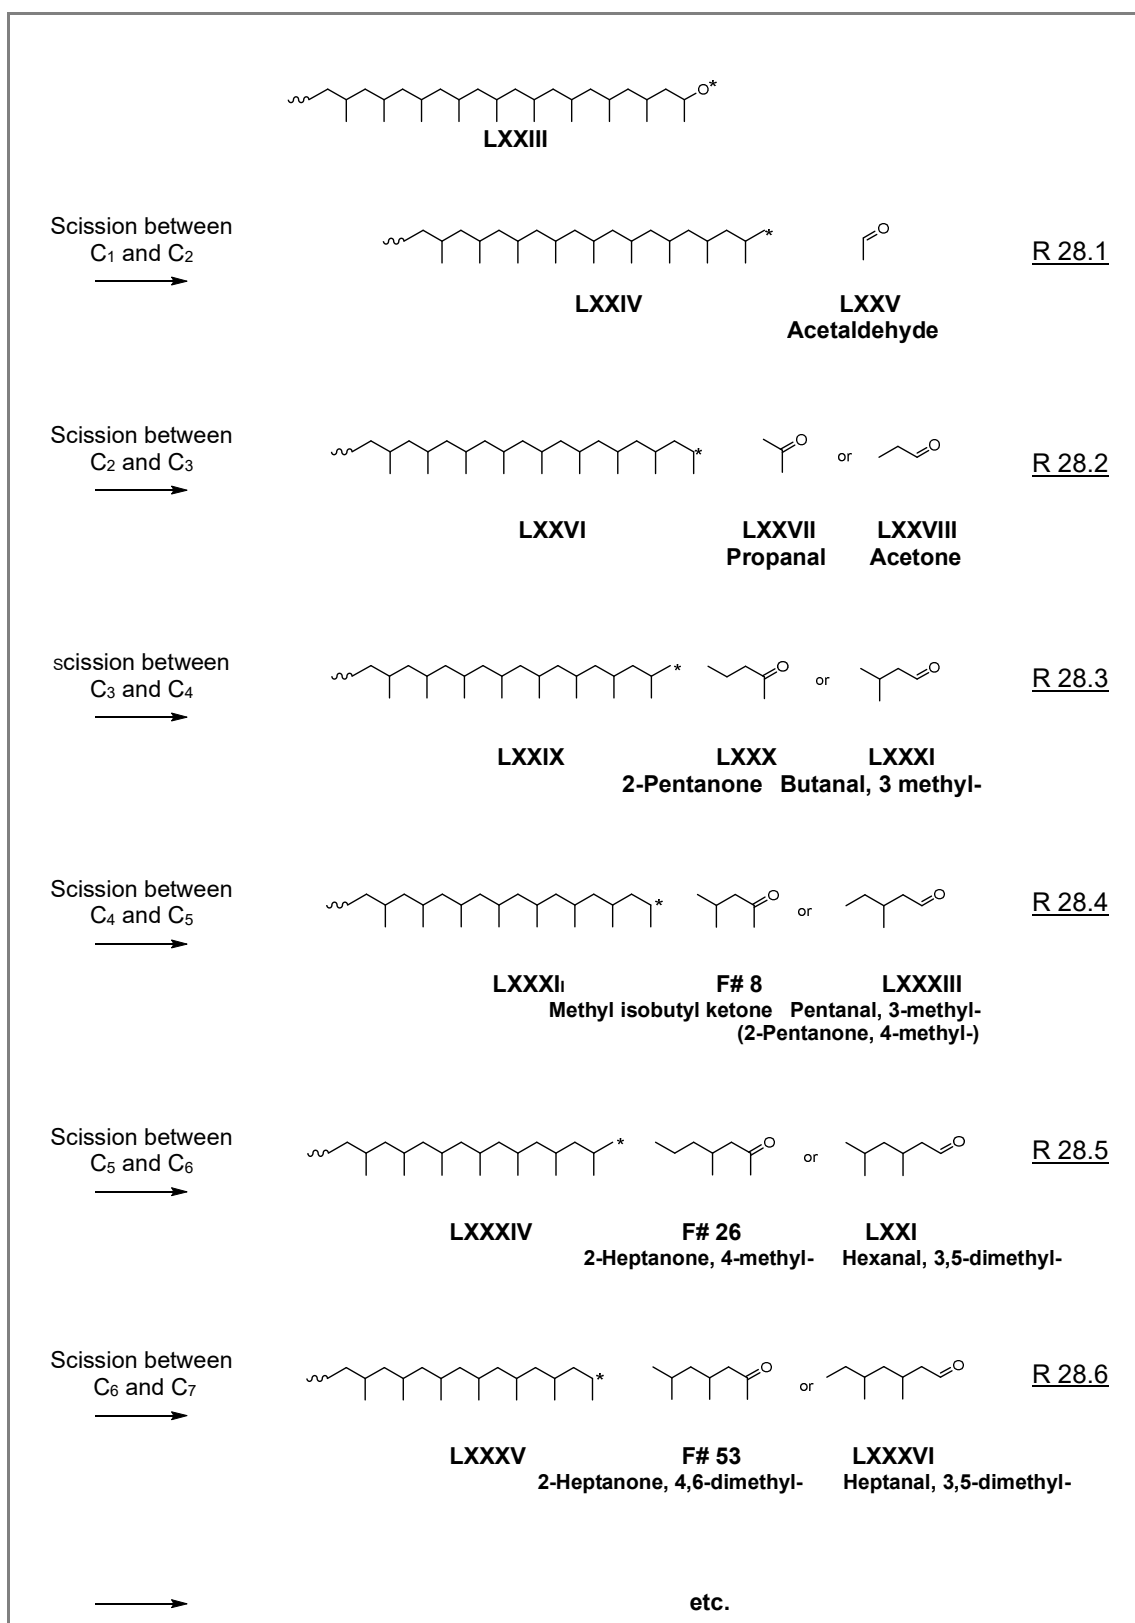 O*
LXXIII
Scission between
C1 and C2
* O
R 28.1
LXXIV LXXV
Acetaldehyde
Scission between
C2 and C3
* O or O
R 28.2
LXXVI LXXVII LXXVIII
Propanal Acetone
scission between
C3 and C4
* O or O
R 28.3
LXXIX LXXX LXXXI
2-Pentanone Butanal, 3 methyl-
Scission between
C4 and C5
* O or O
R 28.4
LXXXII F# 8 LXXXIII
Methyl isobutyl ketone Pentanal, 3-methyl-
(2-Pentanone, 4-methyl-)
Scission between
C5 and C6
* O or O
R 28.5
LXXXIV F# 26 LXXI
2-Heptanone, 4-methyl- Hexanal, 3,5-dimethyl-
Scission between
C6 and C7
* O or O
R 28.6
LXXXV F# 53 LXXXVI
2-Heptanone, 4,6-dimethyl- Heptanal, 3,5-dimethyl-
etc.